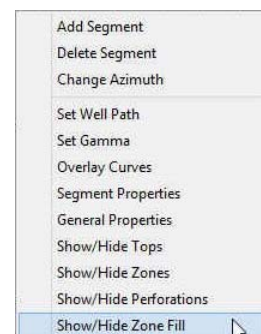 Add Segment
Delete Segment
Change Azimuth
Set Well Path
Set Gamma
Overlay Curves
Segment Properties
General Properties
Show/Hide Tops
Show/Hide Zones
Show/Hide Perforations
Show/Hide Zone Fill